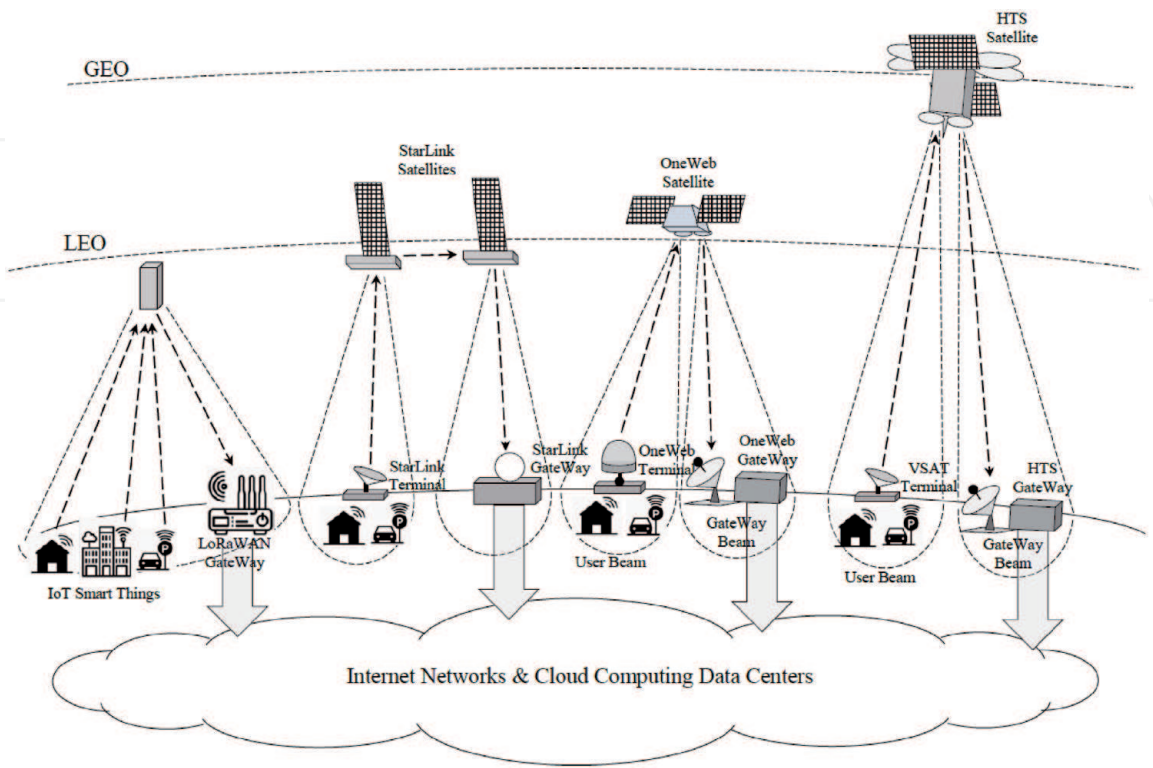 HTS
Satellite
GEO
StarLink
Satellites
OneWeb
Satellite
LEO
StarLink
Terminal
StarLink
GateWay
OneWeb
Terminal
OneWeb
GateWay
VSAT
Terminal
HTS
GateWay
P
P
P
P
LoRaWAN
GateWay
GateWay
Beam
GateWay
Beam
User Beam
User Beam
IoT Smart Things
Internet Networks & Cloud Computing Data Centers